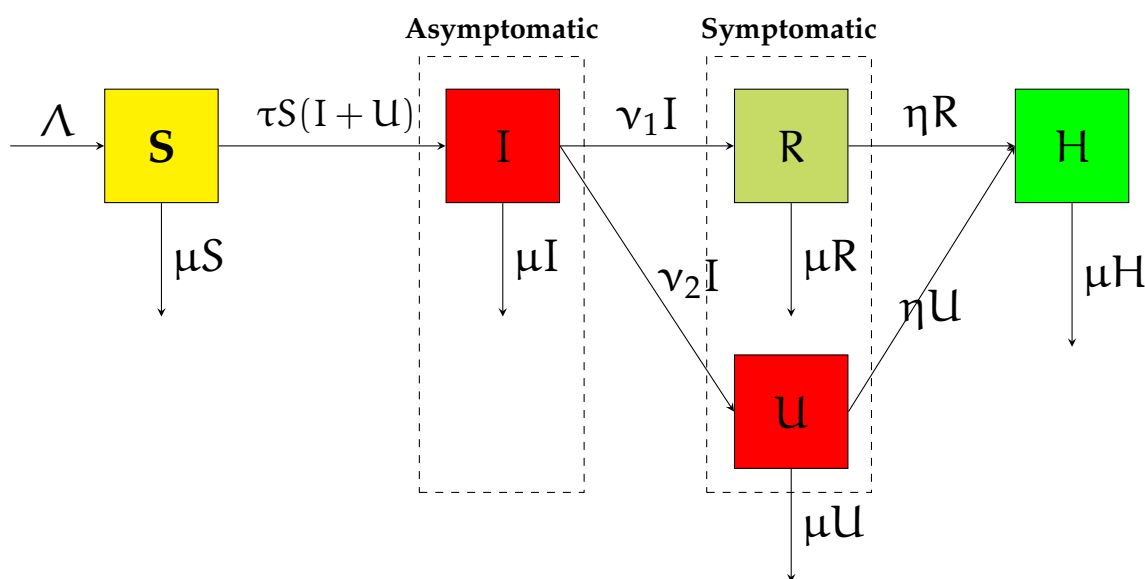 Asymptomatic
Symptomatic
Λ
S
τS(I + U)
I
ν₁I
R
ηR
H
μS
μI
ν₂I
μR
ηU
μH
U
μU